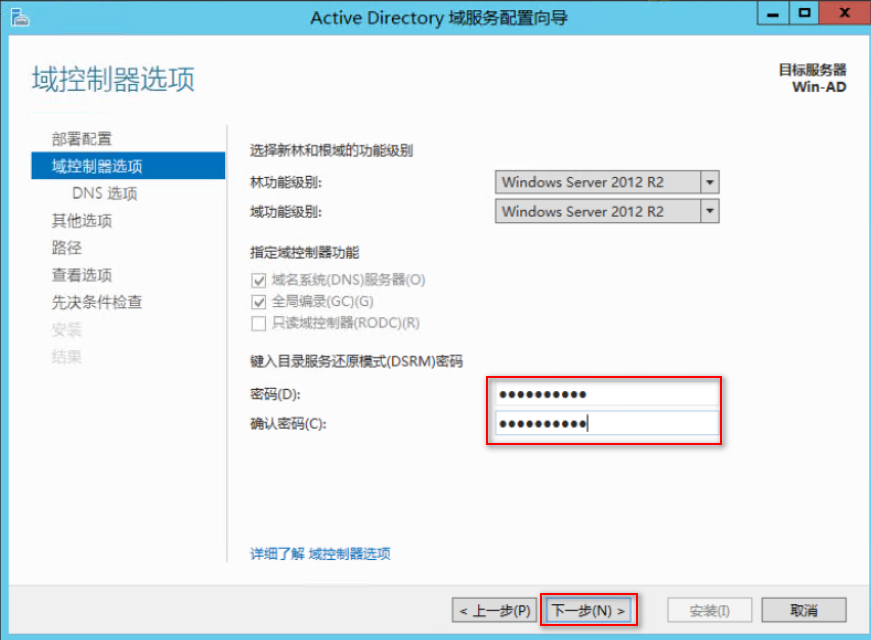 Active Directory 域服务配置向导
域控制器选项
目标服务器
Win-AD
部署配置
域控制器选项
DNS 选项
其他选项
路径
查看选项
先决条件检查
安装
结果
选择新林和根域的功能级别
林功能级别: Windows Server 2012 R2
域功能级别: Windows Server 2012 R2
指定域控制器功能
域名系统(DNS)服务器(O)
全局编录(GC)(G)
只读域控制器(RODC)(R)
键入目录服务还原模式(DSRM)密码
密码(D): ●●●●●●●●●●
确认密码(C): ●●●●●●●●●●
详细了解 域控制器选项
< 上一步(P) 下一步(N) > 安装(I) 取消